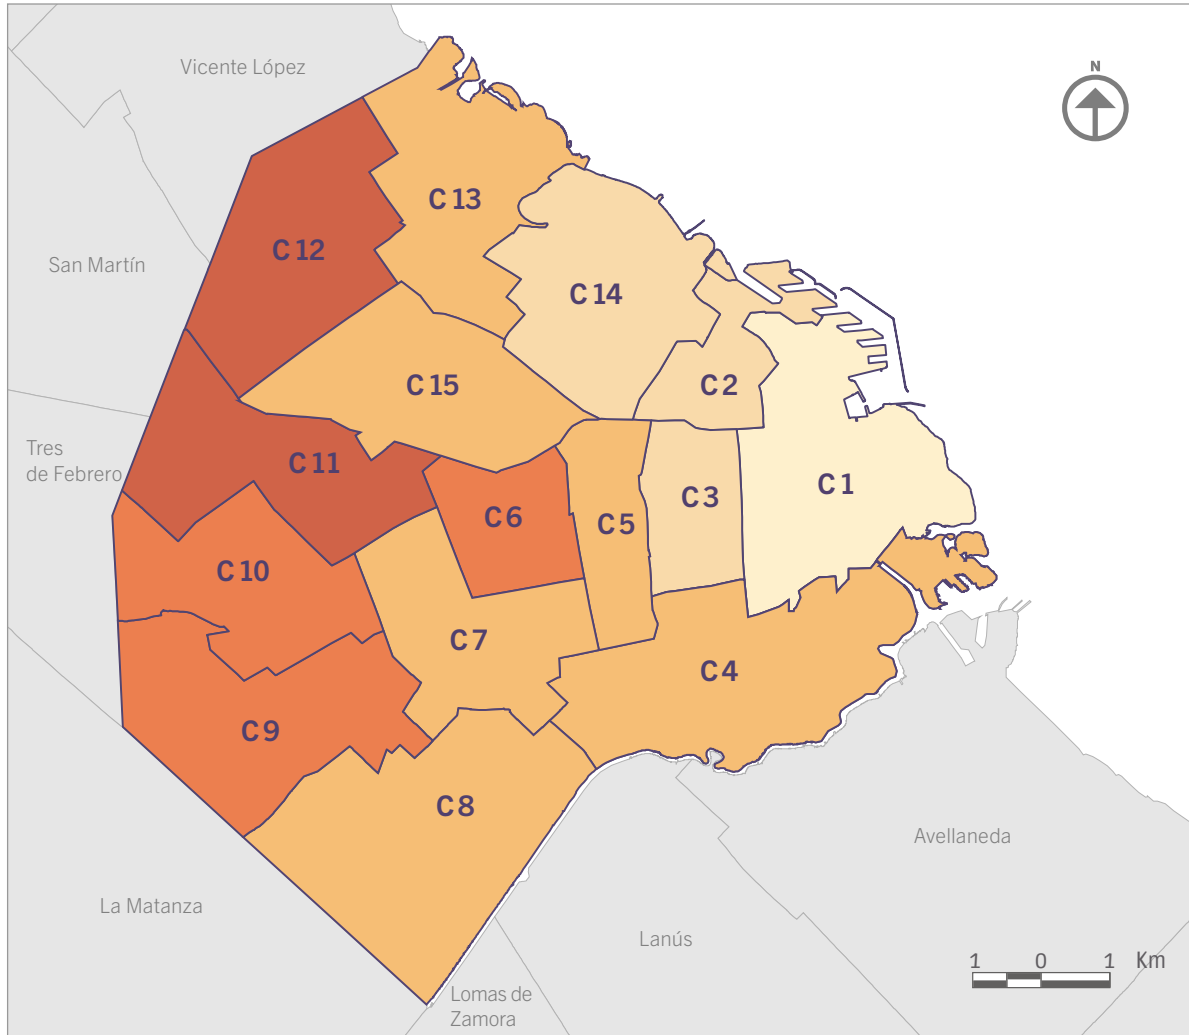 Vicente López
N
C 13
C 12
San Martín
C 14
C 15
C 2
Tres
de Febrero
C 11
C 1
C 6
C 3
C 5
C 10
C 7
C 4
C 9
C 8
Avellaneda
La Matanza
Lanús
1 0 1 Km
Lomas de
Zamora